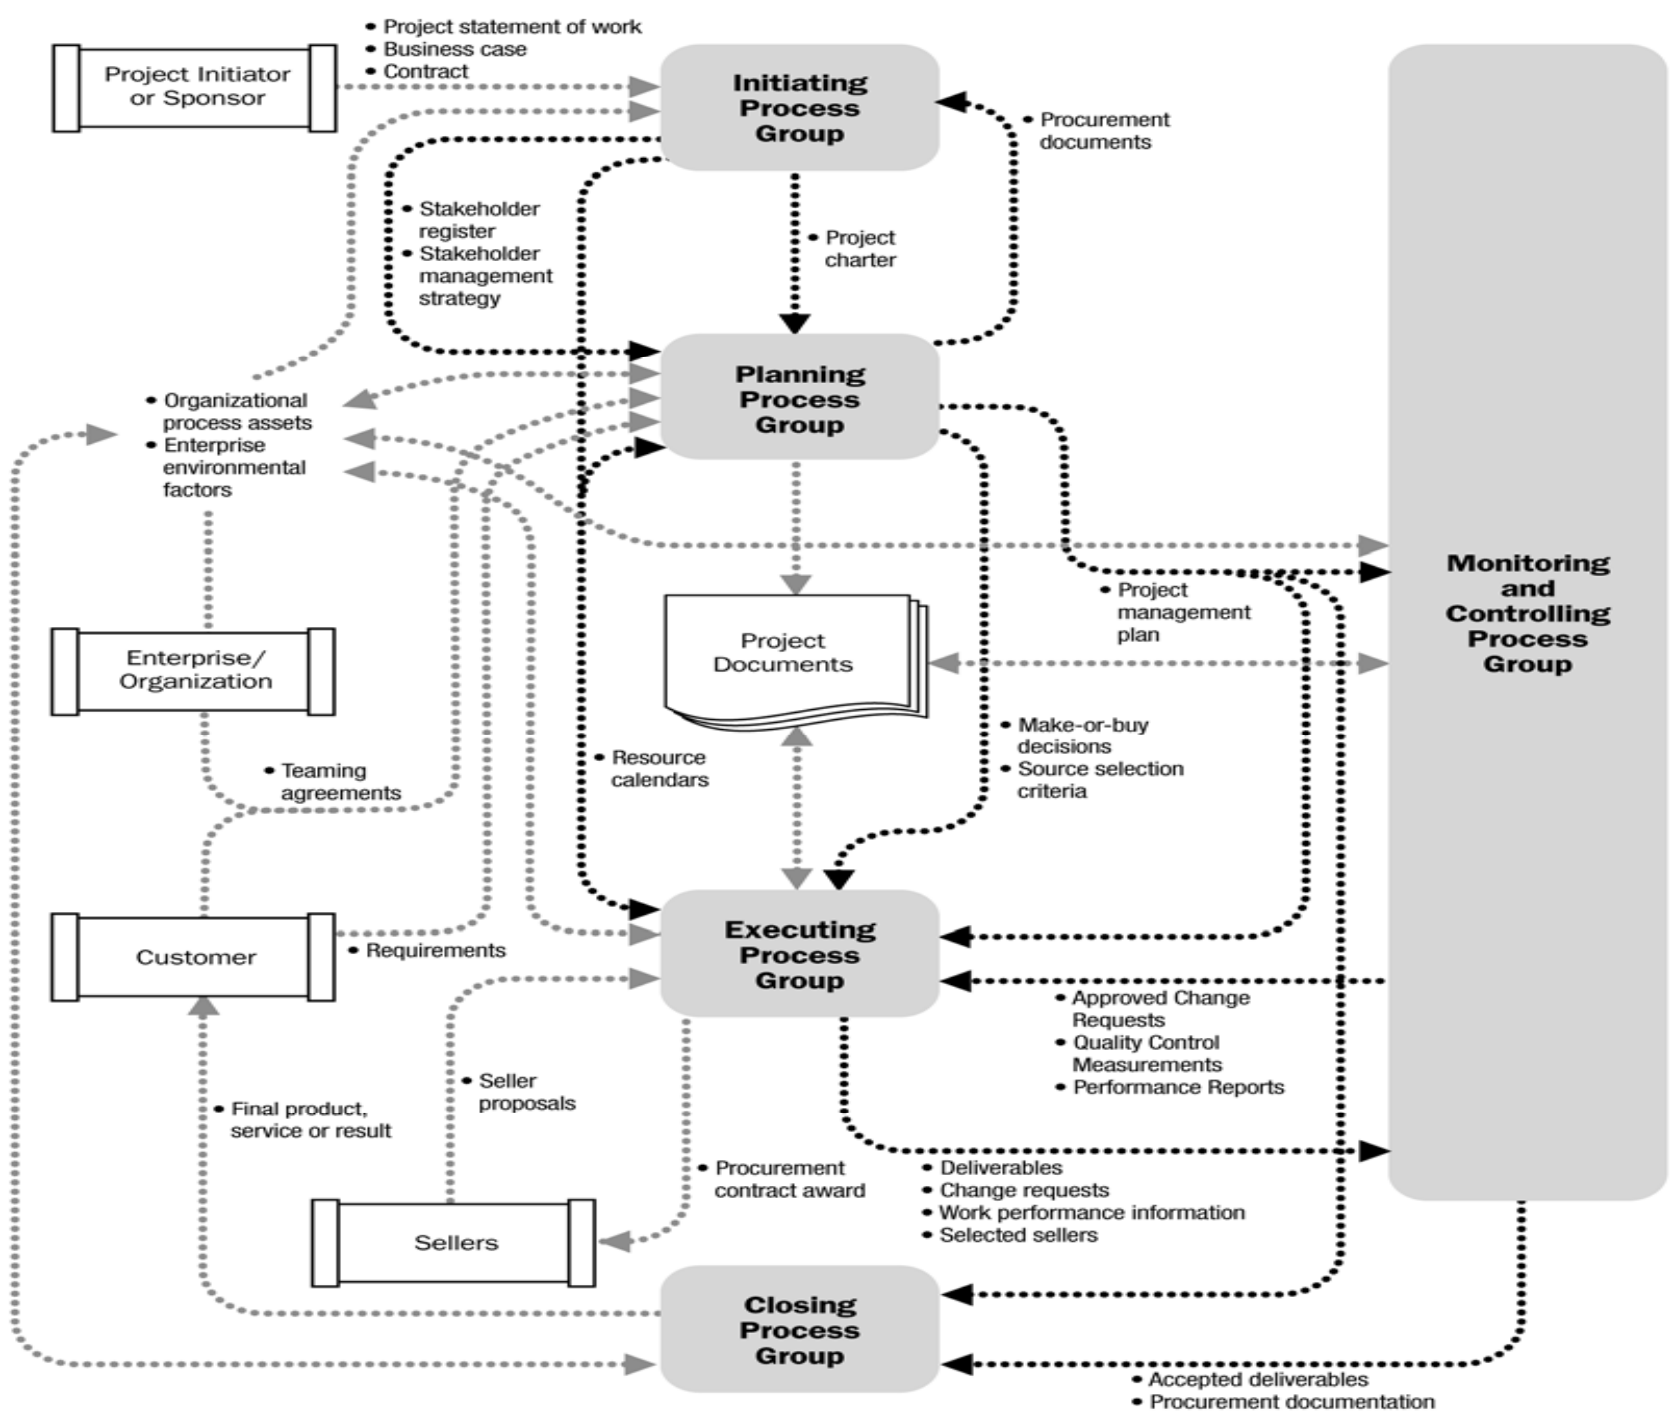 • Project statement of work
• Business case
• Contract
Project Initiator
or Sponsor
Initiating
Process
Group
• Procurement
documents
• Stakeholder
register
• Stakeholder
management
strategy
• Project
charter
Planning
Process
Group
• Organizational
process assets
• Enterprise
environmental
factors
Monitoring
and
Controlling
Process
Group
• Project
management
plan
Project
Documents
Enterprise/
Organization
• Make-or-buy
decisions
• Source selection
criteria
• Resource
calendars
• Teaming
agreements
Executing
Process
Group
Customer
• Requirements
• Approved Change
Requests
• Quality Control
Measurements
• Performance Reports
• Seller
proposals
• Final product,
service or result
• Procurement
contract award
• Deliverables
• Change requests
• Work performance information
• Selected sellers
Sellers
Closing
Process
Group
• Accepted deliverables
• Procurement documentation